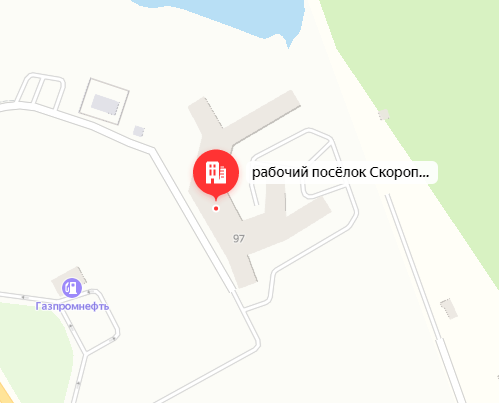 рабочий посёлок Скороп...
97
Газпромнефть